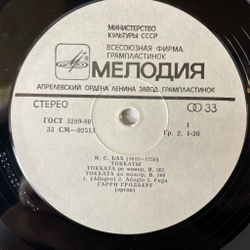 МИНИСТЕРСТВО
КУЛЬТУРЫ СССР
ВСЕСОЮЗНАЯ ФИРМА
ГРАМПЛАСТИНОК
МЕЛОДИЯ
АПРЕЛЕВСКИЙ ОРДЕНА ЛЕНИНА ЗАВОД ГРАМПЛАСТИНОК
СТЕРЕО 33
ГОСТ 5289-80 1
33 СМ—02513 Гр. 2. 1-20
И. С. БАХ (1685—1750)
ТОККАТЫ
ТОККАТА ре минор, В. 565
ТОККАТА до мажор, В. 564
1. (Allegro) 2. Adagio 3. Fuga
ГАРРИ ГРОДБЕРГ
(орган)